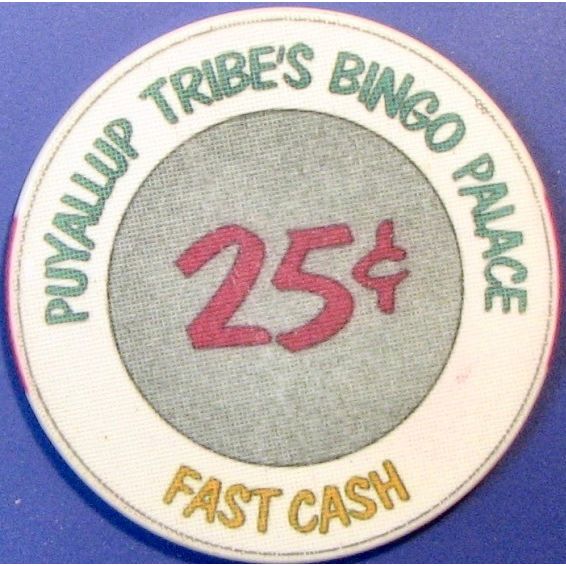 PUYALLUP TRIBE'S BINGO PALACE
25¢
FAST CASH